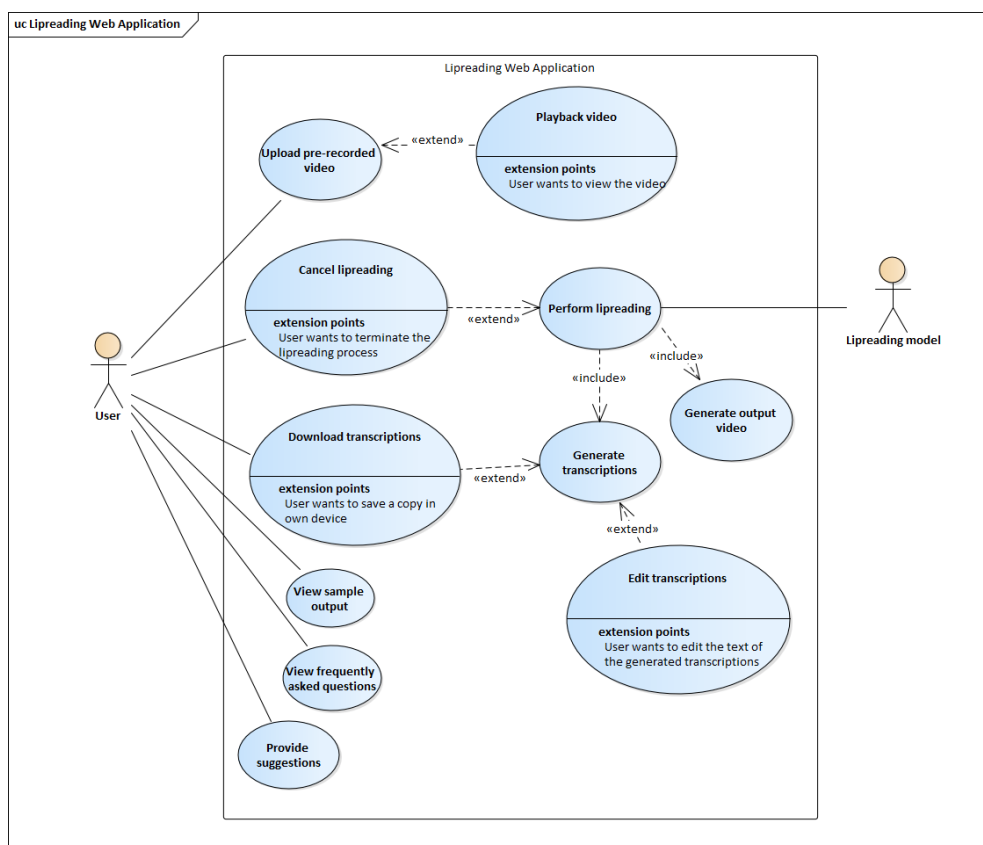 uc Lipreading Web Application
Lipreading Web Application
Playback video
extension points
User wants to view the video
«extend»
Upload pre-recorded
video
Cancel lipreading
extension points
User wants to terminate the
lipreading process
«extend»
Perform lipreading
Lipreading model
«include»
«include»
Generate output
video
User
Download transcriptions
extension points
User wants to save a copy in
own device
«extend»
Generate
transcriptions
«extend»
Edit transcriptions
extension points
User wants to edit the text of
the generated transcriptions
View sample
output
View frequently
asked questions
Provide
suggestions